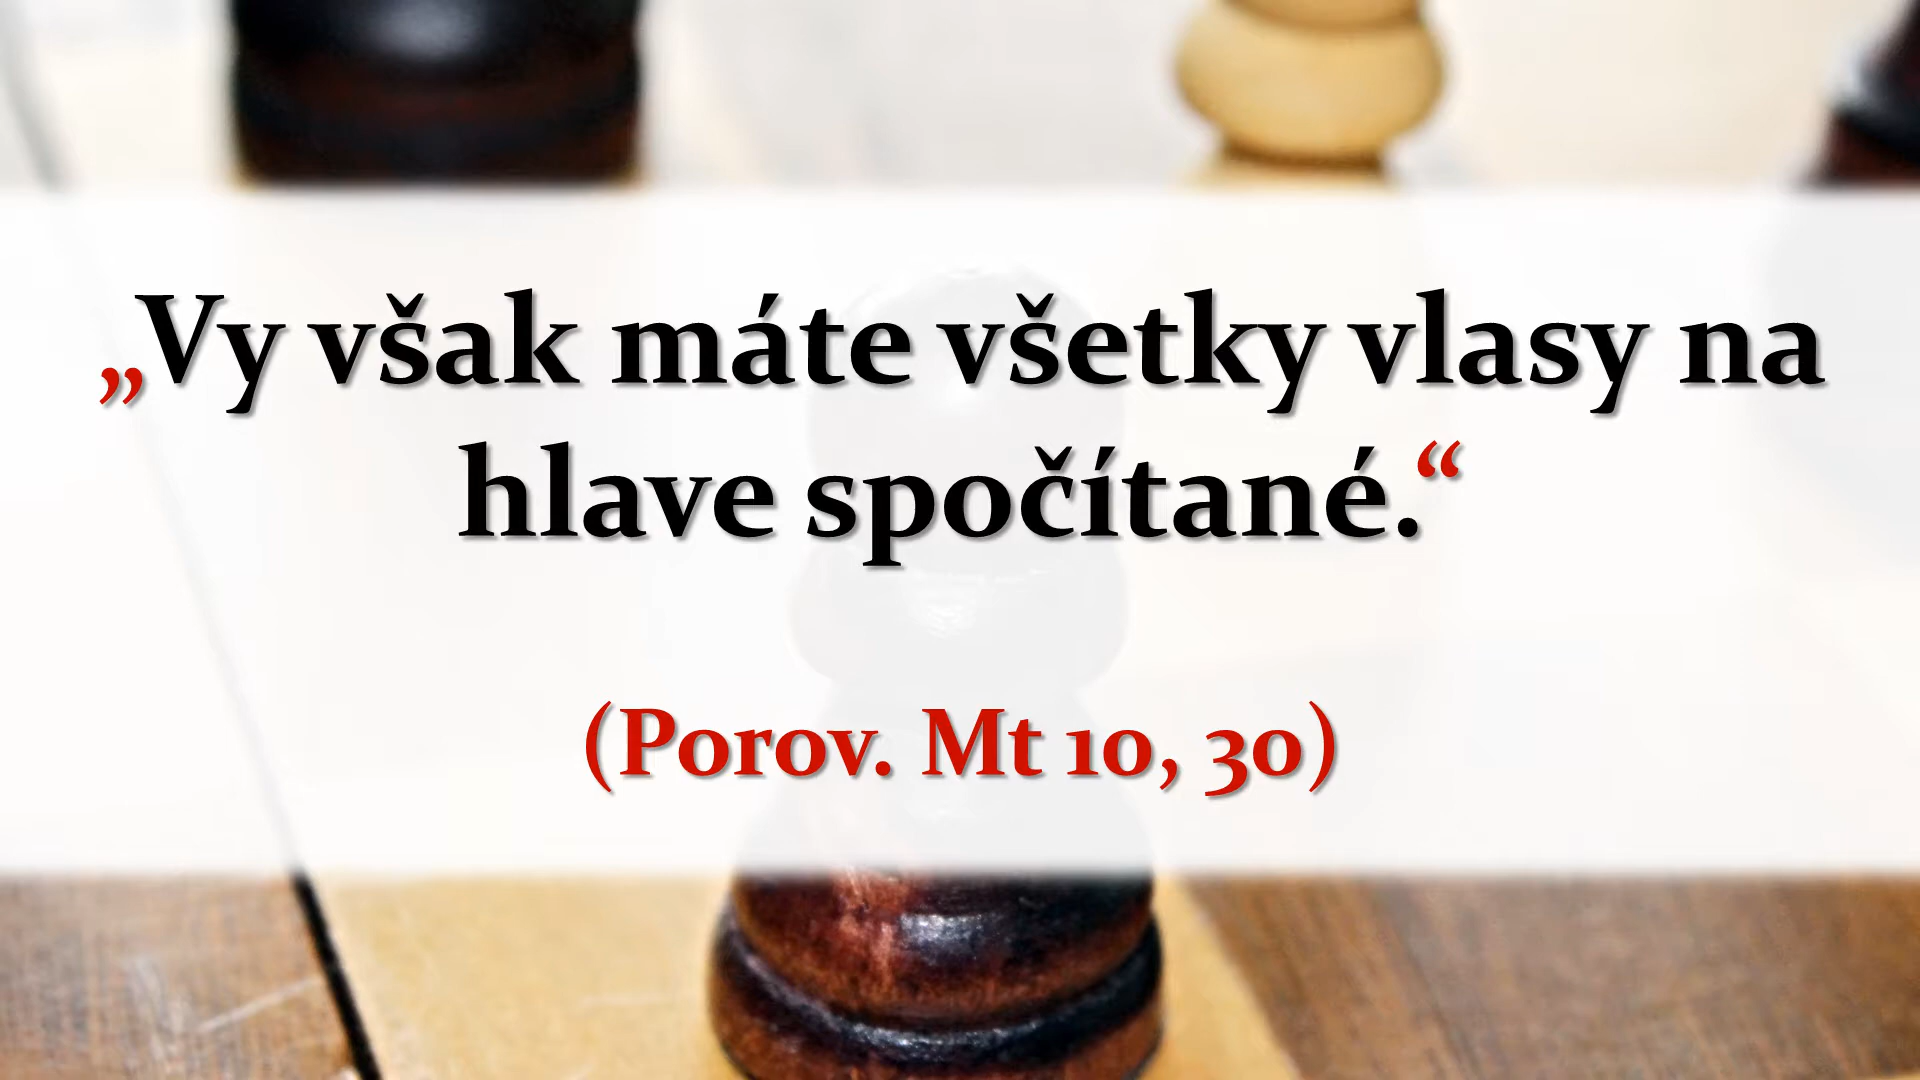 „Vy však máte všetky vlasy na
hlave spočítané.“
(Porov. Mt 10, 30)